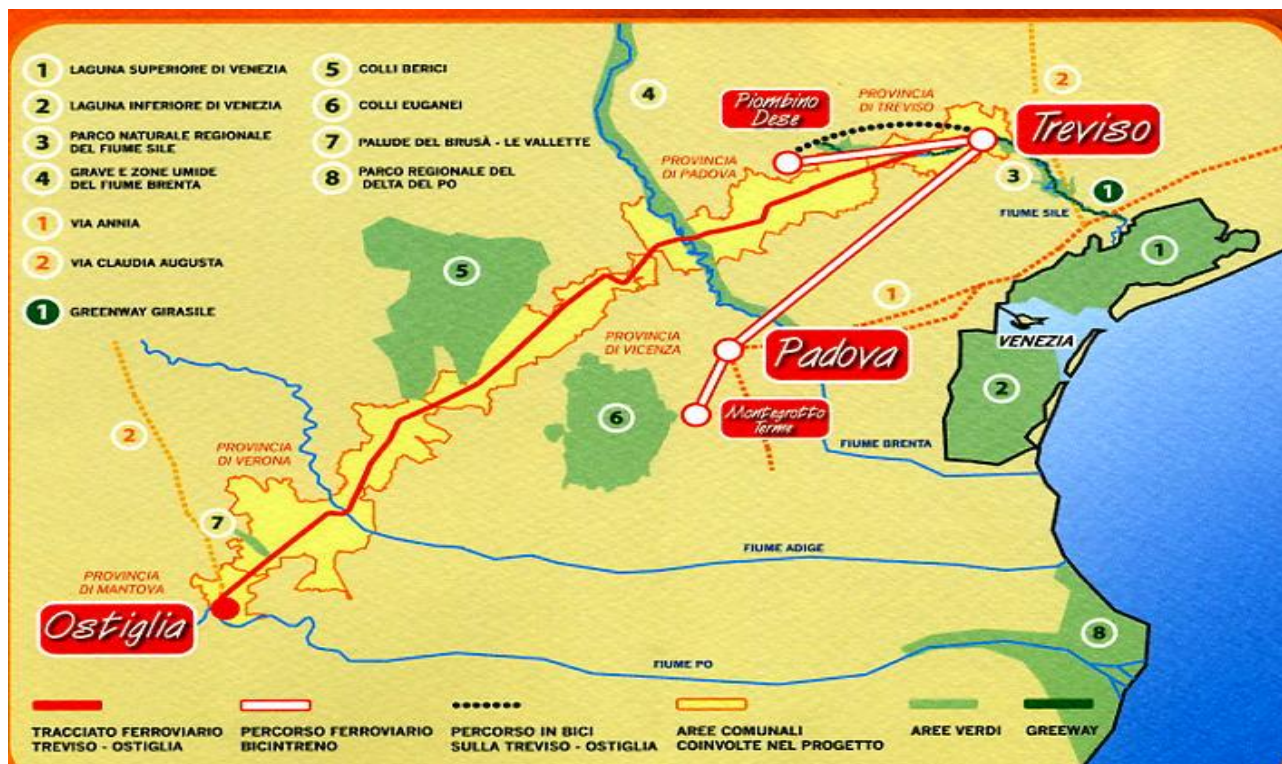 1 LAGUNA SUPERIORE DI VENEZIA
2 LAGUNA INFERIORE DI VENEZIA
3 PARCO NATURALE REGIONALE
DEL FIUME SILE
4 GRAVE E ZONE UMIDE
DEL FIUME BRENTA
1 VIA ANNIA
2 VIA CLAUDIA AUGUSTA
1 GREENWAY GIRASILE
5 COLLI BERICI
6 COLLI EUGANEI
7 PALUDE DEL BRUSÀ - LE VALLETTE
8 PARCO REGIONALE DEL
DELTA DEL PO
4
Piombino
Dese
PROVINCIA
DI TREVISO
2
Treviso
PROVINCIA
DI PADOVA
3
1
FIUME SILE
1
5
1
PROVINCIA
DI VICENZA
Padova
VENEZIA
2
6
Montegrotto
Terme
2
PROVINCIA
DI VERONA
FIUME BRENTA
7
FIUME ADIGE
PROVINCIA
DI MANTOVA
Ostiglia
8
FIUME PO
TRACCIATO FERROVIARIO
TREVISO - OSTIGLIA
PERCORSO FERROVIARIO
BICINTRENO
PERCORSO IN BICI
SULLA TREVISO - OSTIGLIA
AREE COMUNALI
COINVOLTE NEL PROGETTO
AREE VERDI
GREEWAY